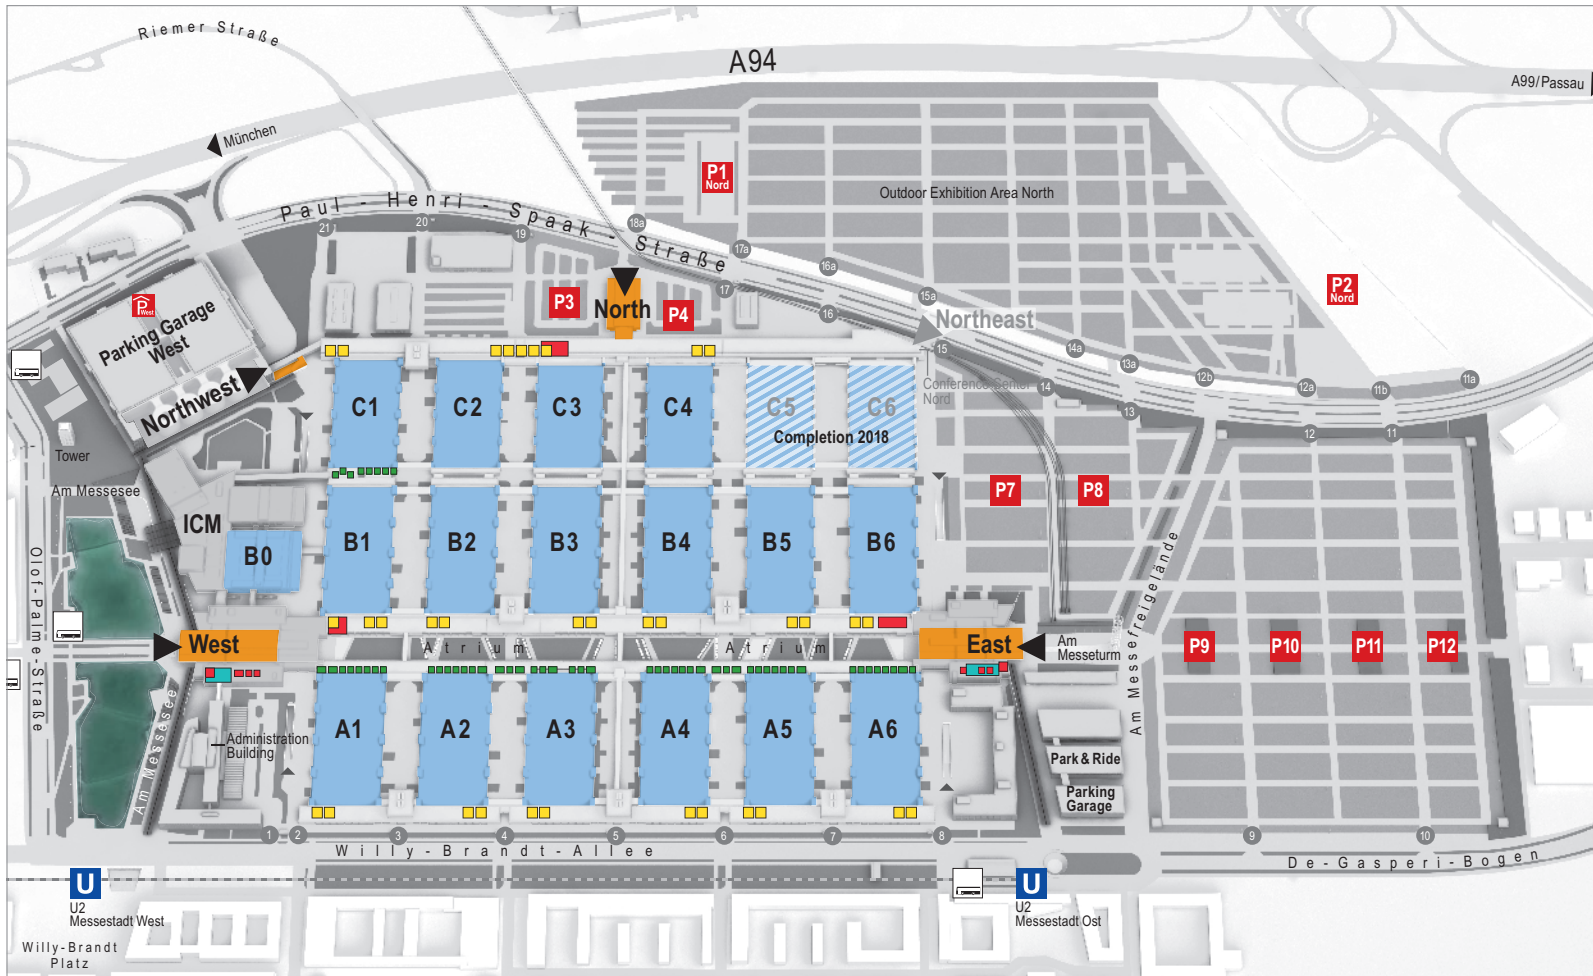 Riemer Straße
A94
A99/Passau
München
P1
Nord
Outdoor Exhibition Area North
Paul - Henri - Spaak - Straße
21
20
19
18a
17a
17
16a
16
15a
15
14a
14
13a
13
12b
12a
12
11b
11a
11
P2
Nord
P
West
Parking Garage
West
P3
North
P4
Northeast
Northwest
Conference Center
Nord
C1
C2
C3
C4
C5
C6
Completion 2018
Tower
Am Messesee
ICM
B0
B1
B2
B3
B4
B5
B6
P7
P8
Olof-Palme-Straße
West
Atrium
Atrium
East
Am
Messeturm
Am Messefreigelände
P9
P10
P11
P12
Am Messesee
Administration
Building
A1
A2
A3
A4
A5
A6
Park & Ride
Parking
Garage
1
2
3
4
5
6
7
8
9
10
Willy-Brandt-Allee
De-Gasperi-Bogen
U
U2
Messestadt West
U
U2
Messestadt Ost
Willy-Brandt
Platz